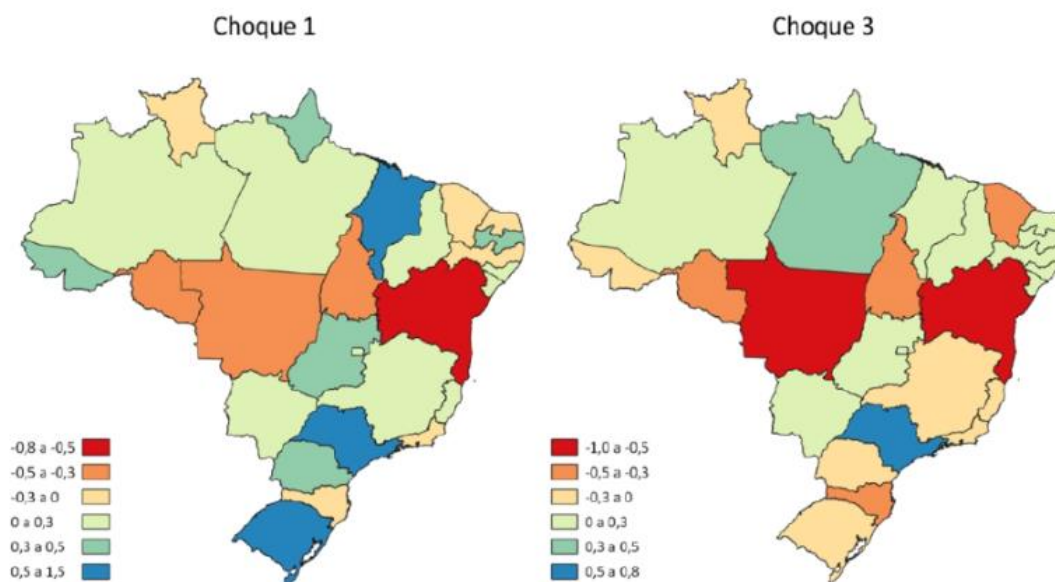 Choque 1
Choque 3
-0,8 a -0,5
-0,5 a -0,3
-0,3 a 0
0 a 0,3
0,3 a 0,5
0,5 a 1,5
-1,0 a -0,5
-0,5 a -0,3
-0,3 a 0
0 a 0,3
0,3 a 0,5
0,5 a 0,8